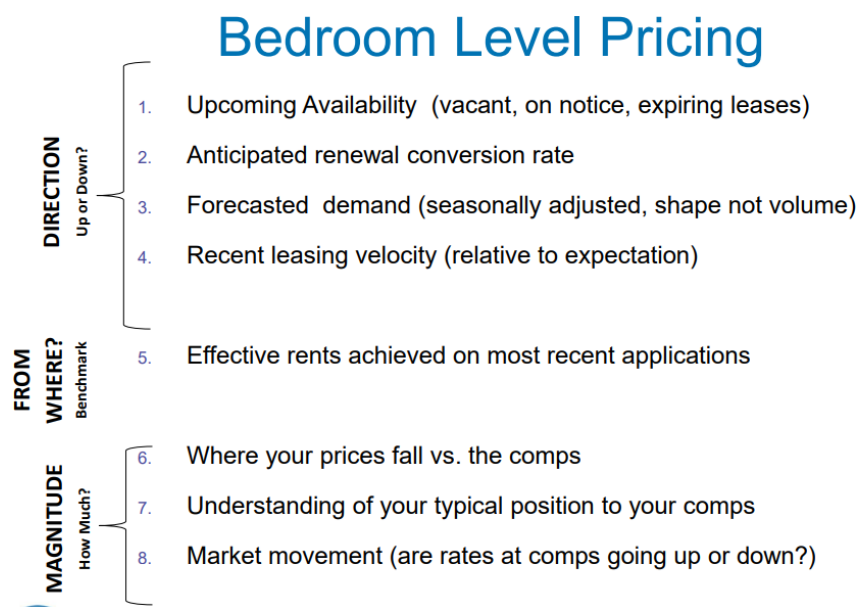 Bedroom Level Pricing
DIRECTION
Up or Down?
1. Upcoming Availability (vacant, on notice, expiring leases)
2. Anticipated renewal conversion rate
3. Forecasted demand (seasonally adjusted, shape not volume)
4. Recent leasing velocity (relative to expectation)
FROM
WHERE?
Benchmark
5. Effective rents achieved on most recent applications
MAGNITUDE
How Much?
6. Where your prices fall vs. the comps
7. Understanding of your typical position to your comps
8. Market movement (are rates at comps going up or down?)